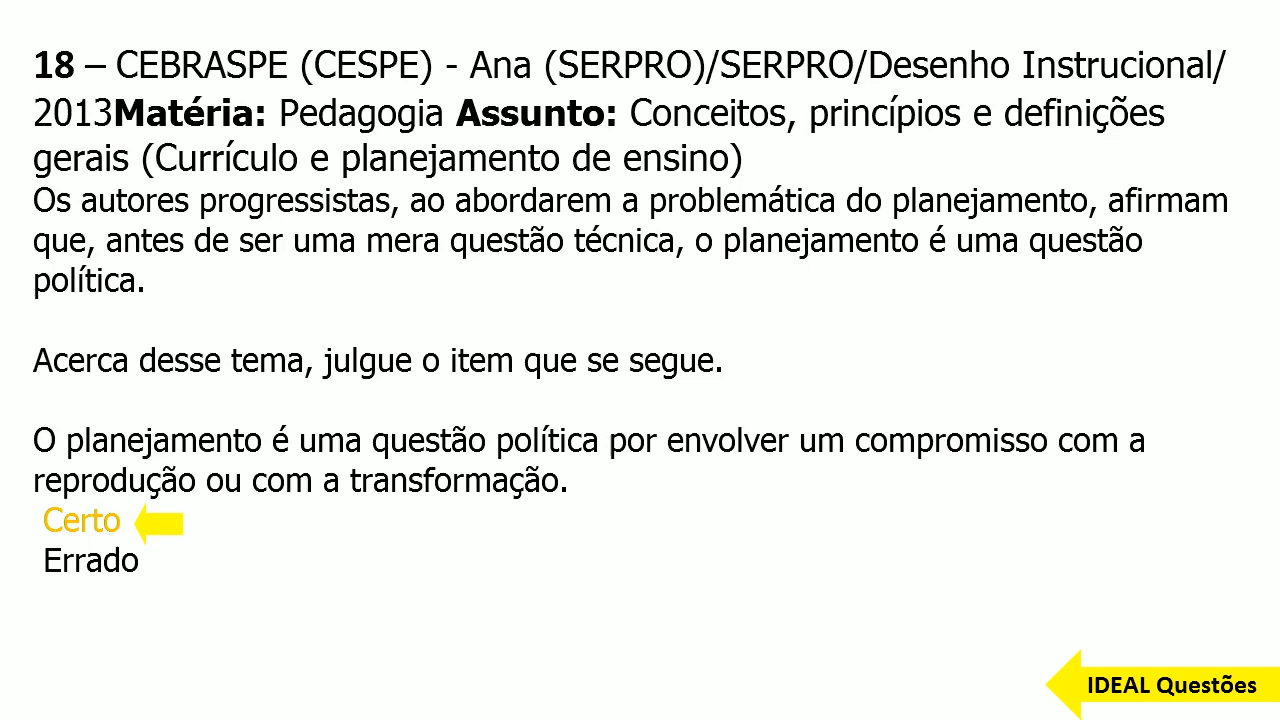 18 – CEBRASPE (CESPE) - Ana (SERPRO)/SERPRO/Desenho Instrucional/
2013Matéria: Pedagogia Assunto: Conceitos, princípios e definições
gerais (Currículo e planejamento de ensino)
Os autores progressistas, ao abordarem a problemática do planejamento, afirmam
que, antes de ser uma mera questão técnica, o planejamento é uma questão
política.
Acerca desse tema, julgue o item que se segue.
O planejamento é uma questão política por envolver um compromisso com a
reprodução ou com a transformação.
Certo
Errado
IDEAL Questões